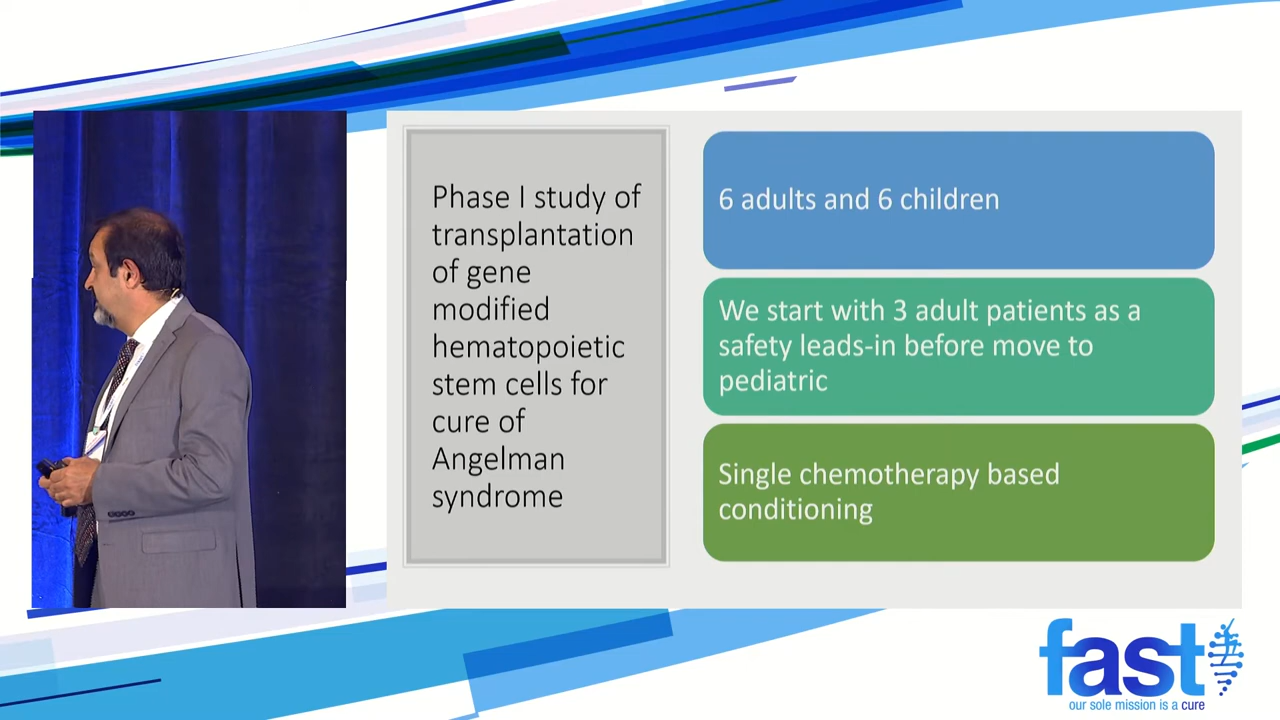 Phase I study of
transplantation
of gene
modified
hematopoietic
stem cells for
cure of
Angelman
syndrome
6 adults and 6 children
We start with 3 adult patients as a
safety leads-in before move to
pediatric
Single chemotherapy based
conditioning
fast
our sole mission is a cure